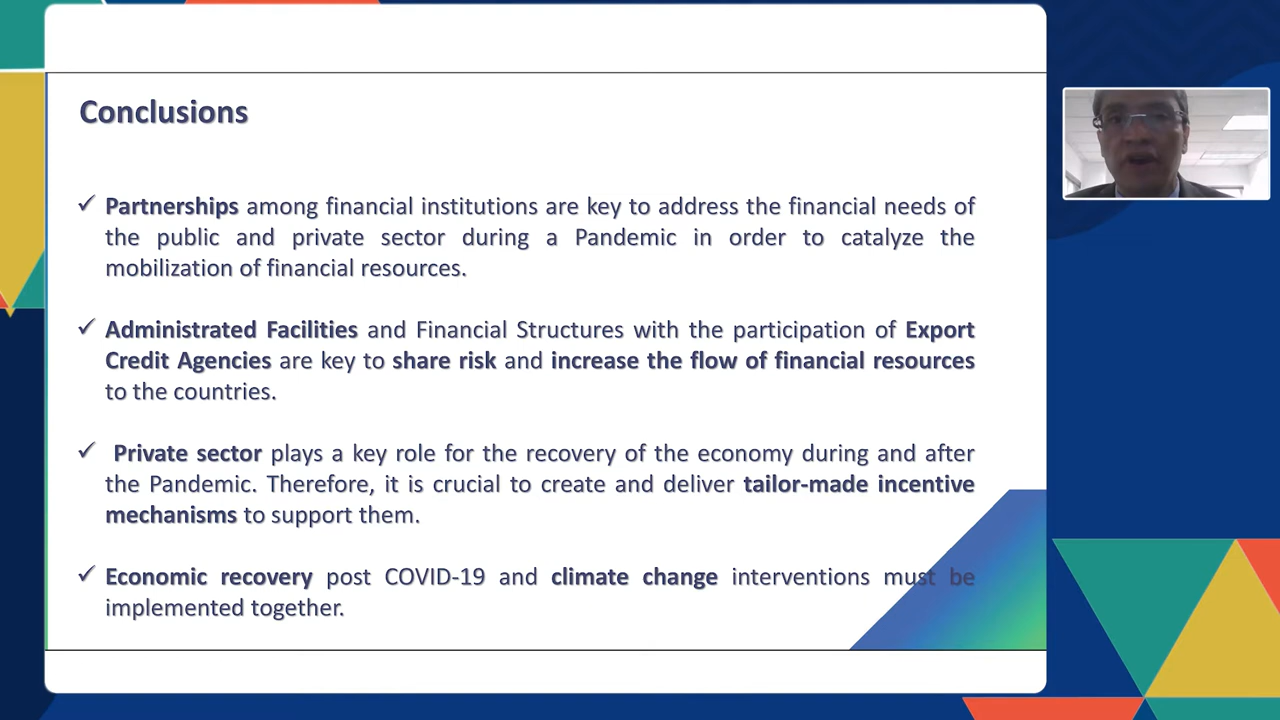 Conclusions
✓ Partnerships among financial institutions are key to address the financial needs of
the public and private sector during a Pandemic in order to catalyze the
mobilization of financial resources.
✓ Administrated Facilities and Financial Structures with the participation of Export
Credit Agencies are key to share risk and increase the flow of financial resources
to the countries.
✓ Private sector plays a key role for the recovery of the economy during and after
the Pandemic. Therefore, it is crucial to create and deliver tailor-made incentive
mechanisms to support them.
✓ Economic recovery post COVID-19 and climate change interventions must be
implemented together.